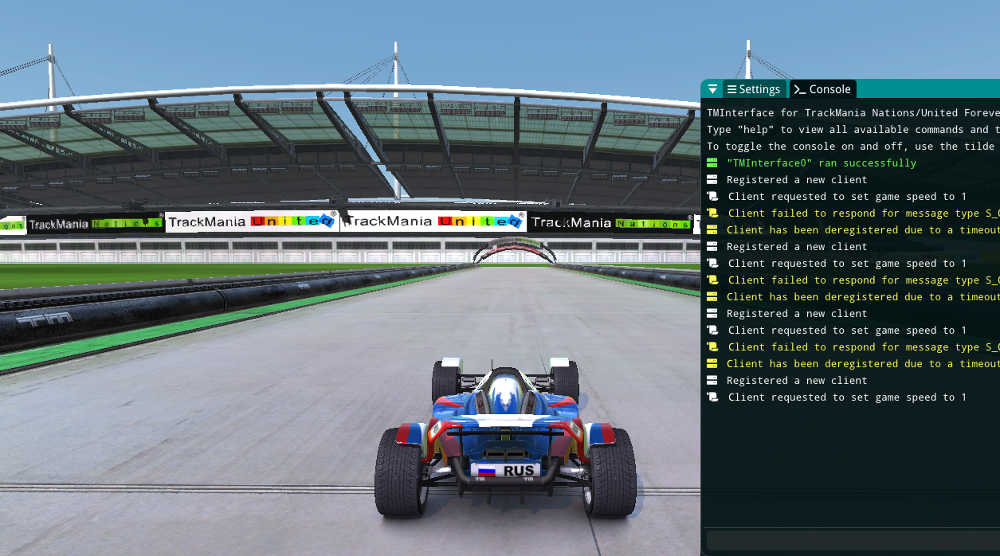 Settings
Console
TMInterface for TrackMania Nations/United Foreve
Type "help" to view all available commands and t
To toggle the console on and off, use the tilde
"TMInterface0" ran successfully
Registered a new client
Client requested to set game speed to 1
Client failed to respond for message type S_
Client has been deregistered due to a timeout
Registered a new client
Client requested to set game speed to 1
Client failed to respond for message type S_
Client has been deregistered due to a timeout
Registered a new client
Client requested to set game speed to 1
Client failed to respond for message type S_
Client has been deregistered due to a timeout
Registered a new client
Client requested to set game speed to 1
ons
TrackMania Nations
TrackMania United
TrackMania United
TrackMania Nations
TM
RUS
TM TM